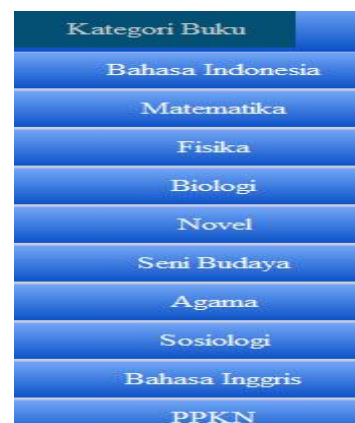 Kategori Buku
Bahasa Indonesia
Matematika
Fisika
Biologi
Novel
Seni Budaya
Agama
Sosiologi
Bahasa Inggris
PPKN